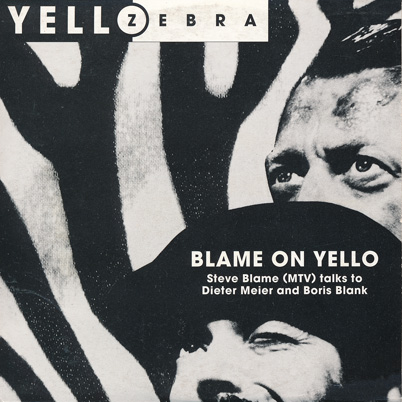 YELLO ZEBRA
BLAME ON YELLO
Steve Blame (MTV) talks to
Dieter Meier and Boris Blank